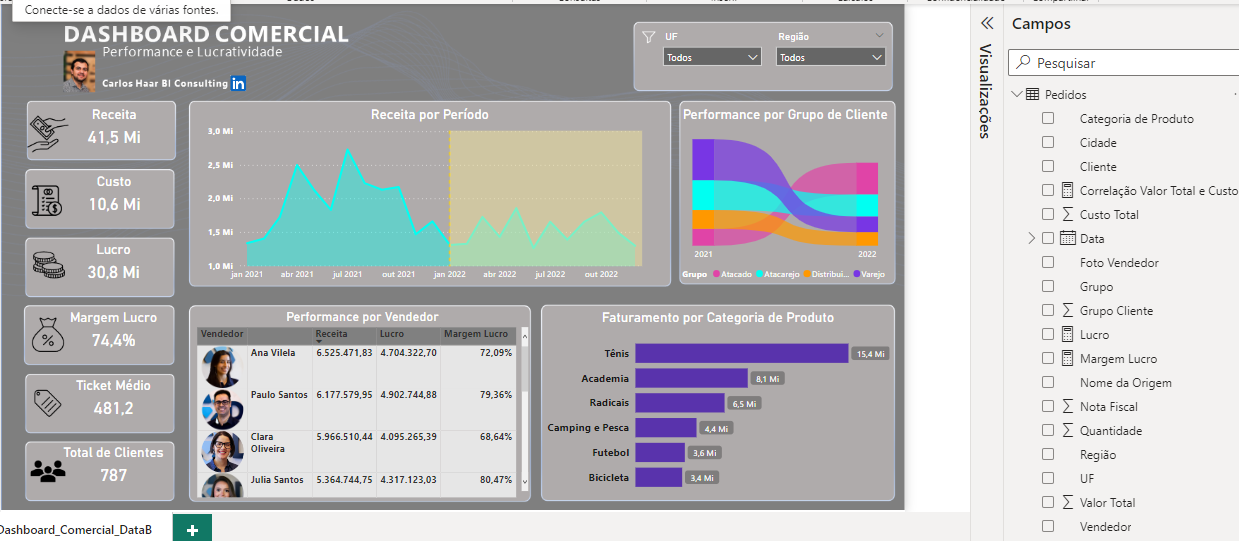 Conecte-se a dados de várias fontes.
DASHBOARD COMERCIAL
Performance e Lucratividade
Carlos Haar BI Consulting in
UF
Região
Todos
Todos
Receita
41,5 Mi
Custo
10,6 Mi
Lucro
30,8 Mi
Margem Lucro
74,4%
Ticket Médio
481,2
Total de Clientes
787
Receita por Período
3,0 Mi
2,5 Mi
2,0 Mi
1,5 Mi
1,0 Mi
jan 2021 abr 2021 jul 2021 out 2021 jan 2022 abr 2022 jul 2022 out 2022
Performance por Grupo de Cliente
2021 2022
Grupo Atacado Atacarejo Distribui... Varejo
Performance por Vendedor
Vendedor Receita Lucro Margem Lucro
Ana Vilela 6.525.471,83 4.704.322,70 72,09%
Paulo Santos 6.177.579,95 4.902.744,88 79,36%
Clara Oliveira 5.966.510,44 4.095.265,39 68,64%
Julia Santos 5.364.744,75 4.317.123,03 80,47%
Faturamento por Categoria de Produto
Tênis 15,4 Mi
Academia 8,1 Mi
Radicais 6,5 Mi
Camping e Pesca 4,4 Mi
Futebol 3,6 Mi
Bicicleta 3,4 Mi
Dashboard_Comercial_DataB
+
Visualizações
Campos
Pesquisar
Pedidos
Categoria de Produto
Cidade
Cliente
Correlação Valor Total e Custo
Custo Total
Data
Foto Vendedor
Grupo
Grupo Cliente
Lucro
Margem Lucro
Nome da Origem
Nota Fiscal
Quantidade
Região
UF
Valor Total
Vendedor